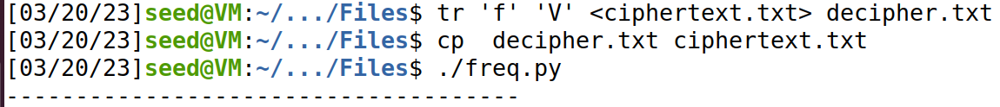 [03/20/23]seed@VM:~/.../Files$ tr 'f' 'V' <ciphertext.txt> decipher.txt
[03/20/23]seed@VM:~/.../Files$ cp  decipher.txt ciphertext.txt
[03/20/23]seed@VM:~/.../Files$ ./freq.py
-------------------------------------